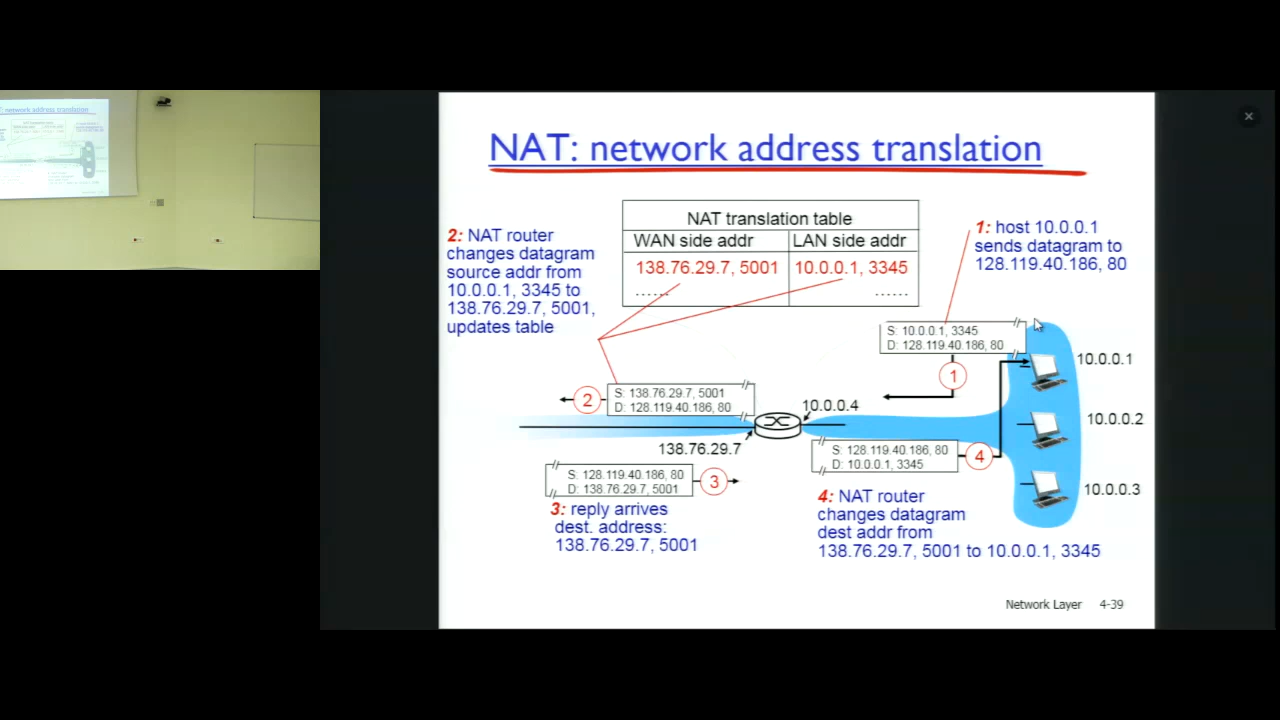 NAT: network address translation
2: NAT router
changes datagram
source addr from
10.0.0.1, 3345 to
138.76.29.7, 5001,
updates table
NAT translation table
WAN side addr LAN side addr
138.76.29.7, 5001 10.0.0.1, 3345
...... ......
1: host 10.0.0.1
sends datagram to
128.119.40.186, 80
S: 10.0.0.1, 3345
D: 128.119.40.186, 80
1
10.0.0.1
2
S: 138.76.29.7, 5001
D: 128.119.40.186, 80
10.0.0.4
10.0.0.2
138.76.29.7
S: 128.119.40.186, 80
D: 10.0.0.1, 3345
4
S: 128.119.40.186, 80
D: 138.76.29.7, 5001
3
10.0.0.3
3: reply arrives
dest. address:
138.76.29.7, 5001
4: NAT router
changes datagram
dest addr from
138.76.29.7, 5001 to 10.0.0.1, 3345
Network Layer 4-39
: network address translation